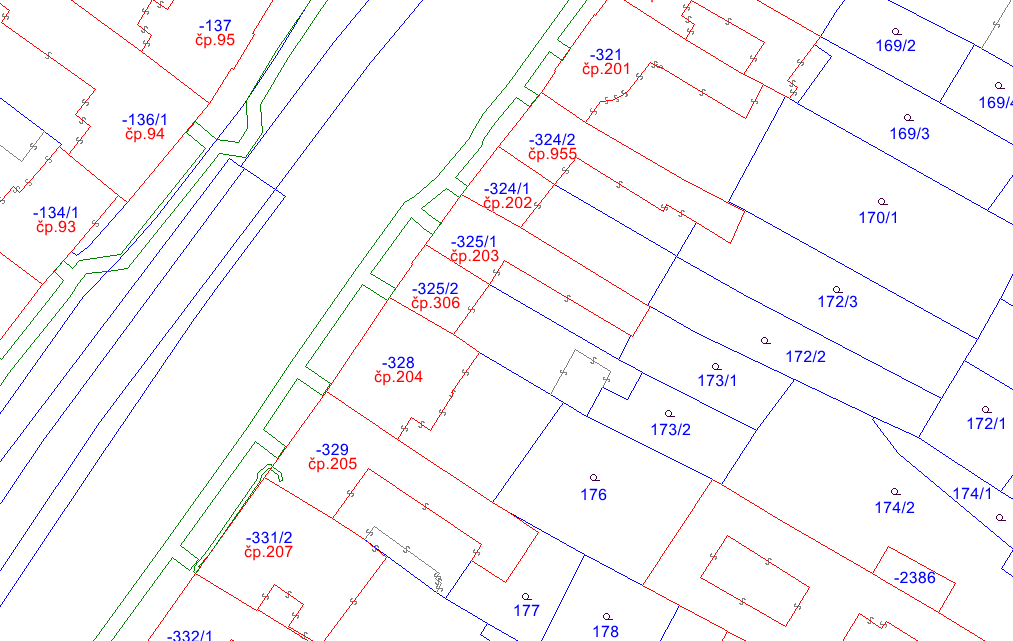 -137
čp.95
-321
čp.201
169/2
169/4
-136/1
čp.94
169/3
-324/2
čp.955
-324/1
čp.202
-134/1
čp.93
170/1
-325/1
čp.203
-325/2
čp.306
172/3
172/2
-328
čp.204
173/1
172/1
173/2
-329
čp.205
176
174/1
174/2
-331/2
čp.207
-2386
177
178
-332/1